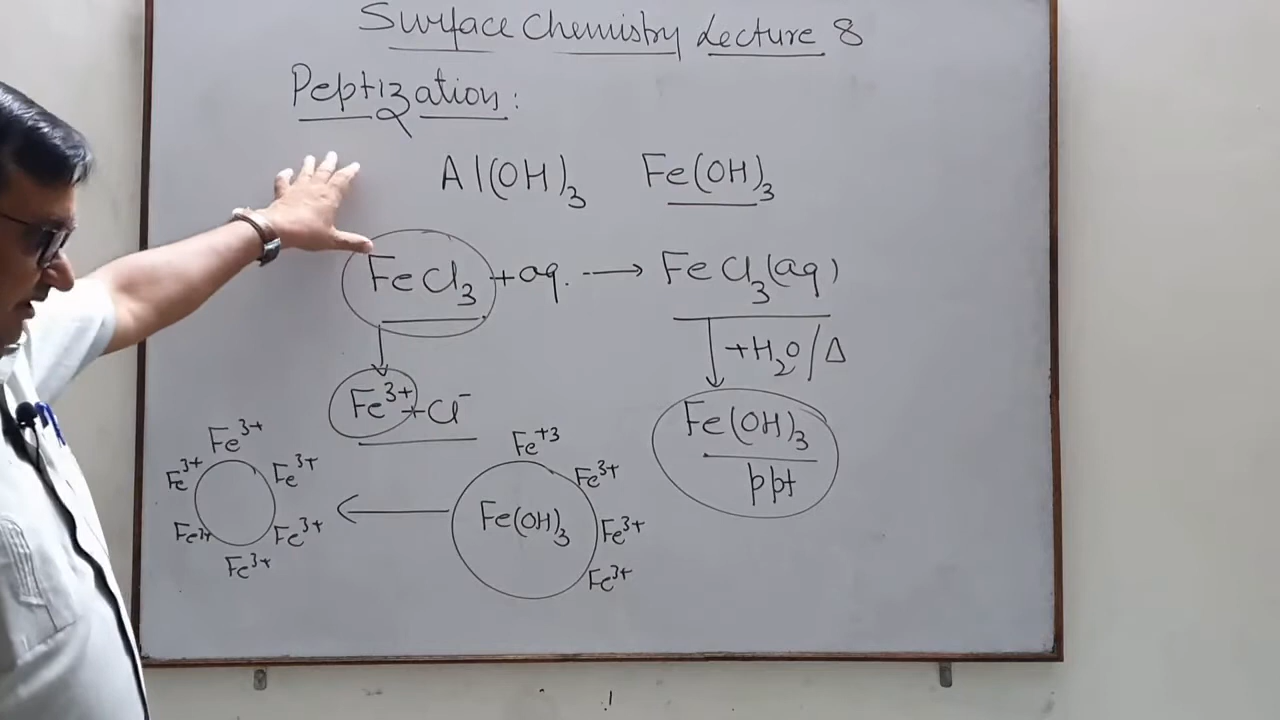 Surface Chemistry Lecture 8
Peptization:
Al(OH)3 Fe(OH)3
FeCl3 + aq. → FeCl3(aq)
+H2O/Δ
Fe3+ + Cl-
Fe(OH)3
ppt
Fe3+
Fe3+
Fe3+
Fe3+
Fe3+
Fe3+
←
Fe+3
Fe3+
Fe(OH)3
Fe3+
Fe3+